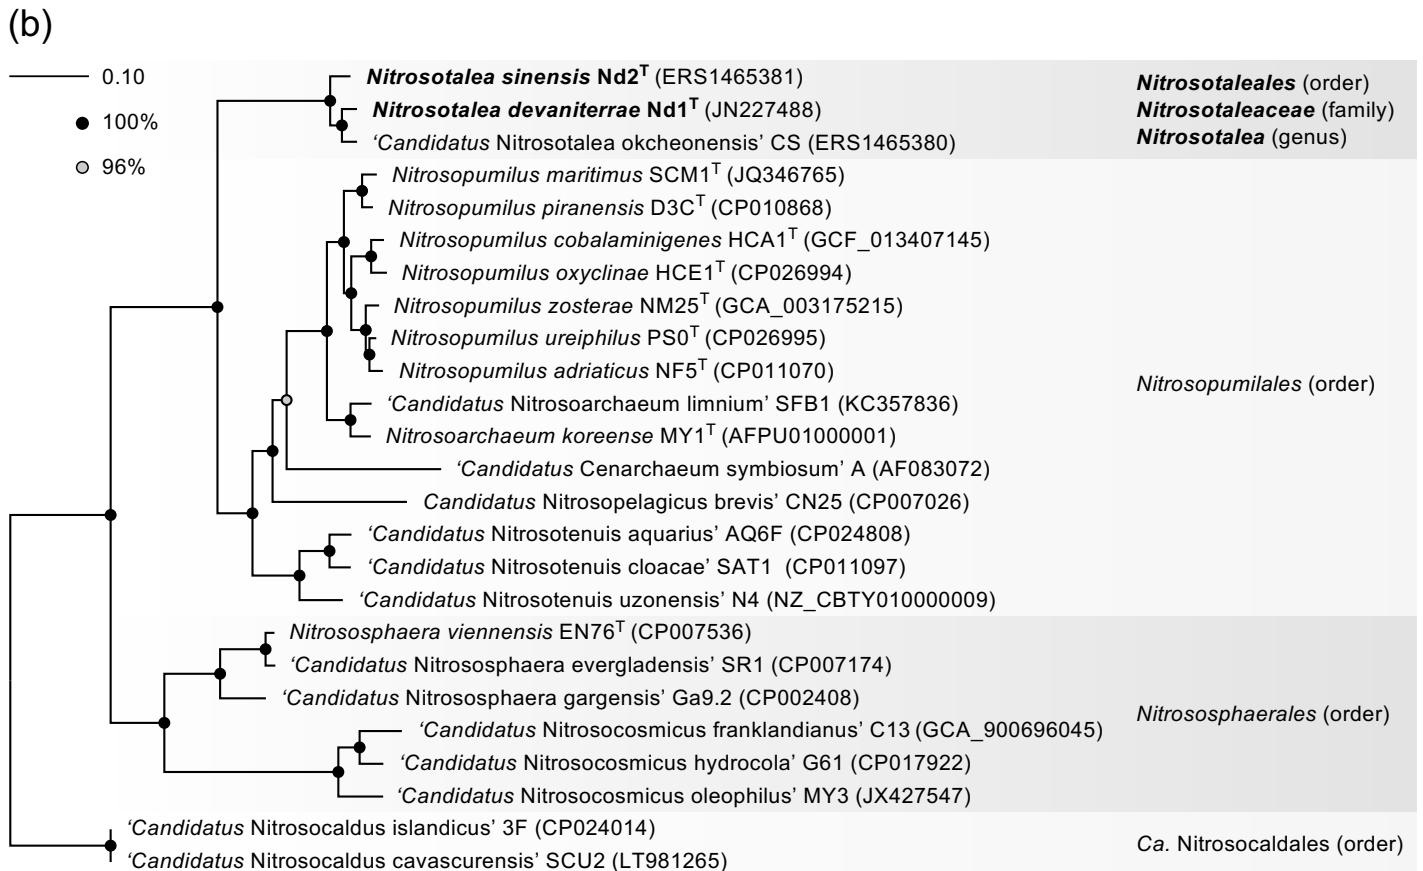 (b)
0.10
100%
96%
Nitrosotalea sinensis Nd2T (ERS1465381)
Nitrosotalea devaniterrae Nd1T (JN227488)
‘Candidatus Nitrosotalea okcheonensis’ CS (ERS1465380)
Nitrosotaleales (order)
Nitrosotaleaceae (family)
Nitrosotalea (genus)
Nitrosopumilus maritimus SCM1T (JQ346765)
Nitrosopumilus piranensis D3CT (CP010868)
Nitrosopumilus cobalaminigenes HCA1T (GCF_013407145)
Nitrosopumilus oxyclinae HCE1T (CP026994)
Nitrosopumilus zosterae NM25T (GCA_003175215)
Nitrosopumilus ureiphilus PS0T (CP026995)
Nitrosopumilus adriaticus NF5T (CP011070)
‘Candidatus Nitrosoarchaeum limnium’ SFB1 (KC357836)
Nitrosoarchaeum koreense MY1T (AFPU01000001)
‘Candidatus Cenarchaeum symbiosum’ A (AF083072)
Candidatus Nitrosopelagicus brevis’ CN25 (CP007026)
‘Candidatus Nitrosotenuis aquarius’ AQ6F (CP024808)
‘Candidatus Nitrosotenuis cloacae’ SAT1 (CP011097)
‘Candidatus Nitrosotenuis uzonensis’ N4 (NZ_CBTY010000009)
Nitrosopumilales (order)
Nitrososphaera viennensis EN76T (CP007536)
‘Candidatus Nitrososphaera evergladensis’ SR1 (CP007174)
‘Candidatus Nitrososphaera gargensis’ Ga9.2 (CP002408)
‘Candidatus Nitrosocosmicus franklandianus’ C13 (GCA_900696045)
‘Candidatus Nitrosocosmicus hydrocola’ G61 (CP017922)
‘Candidatus Nitrosocosmicus oleophilus’ MY3 (JX427547)
Nitrososphaerales (order)
‘Candidatus Nitrosocaldus islandicus’ 3F (CP024014)
‘Candidatus Nitrosocaldus cavascurensis’ SCU2 (LT981265)
Ca. Nitrosocaldales (order)